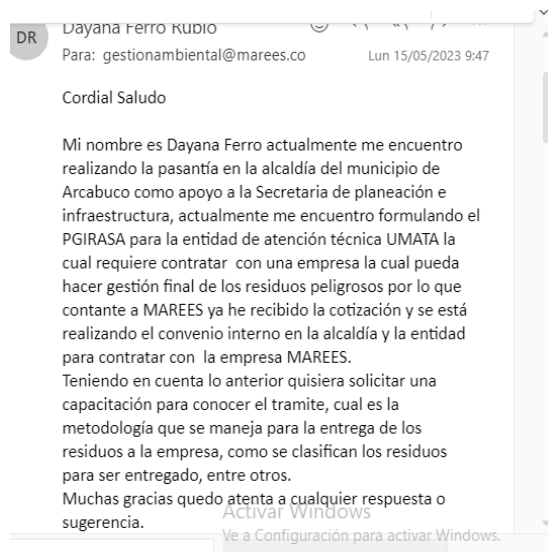 DR
Dayana Ferro Rubio
Para: gestionambiental@marees.co
Lun 15/05/2023 9:47
Cordial Saludo
Mi nombre es Dayana Ferro actualmente me encuentro
realizando la pasantía en la alcaldía del municipio de
Arcabuco como apoyo a la Secretaria de planeación e
infraestructura, actualmente me encuentro formulando el
PGIRASA para la entidad de atención técnica UMATA la
cual requiere contratar con una empresa la cual pueda
hacer gestión final de los residuos peligrosos por lo que
contante a MAREES ya he recibido la cotización y se está
realizando el convenio interno en la alcaldía y la entidad
para contratar con la empresa MAREES.
Teniendo en cuenta lo anterior quisiera solicitar una
capacitación para conocer el tramite, cual es la
metodología que se maneja para la entrega de los
residuos a la empresa, como se clasifican los residuos
para ser entregado, entre otros.
Muchas gracias quedo atenta a cualquier respuesta o
sugerencia.
Activar Windows
Ve a Configuración para activar Windows.